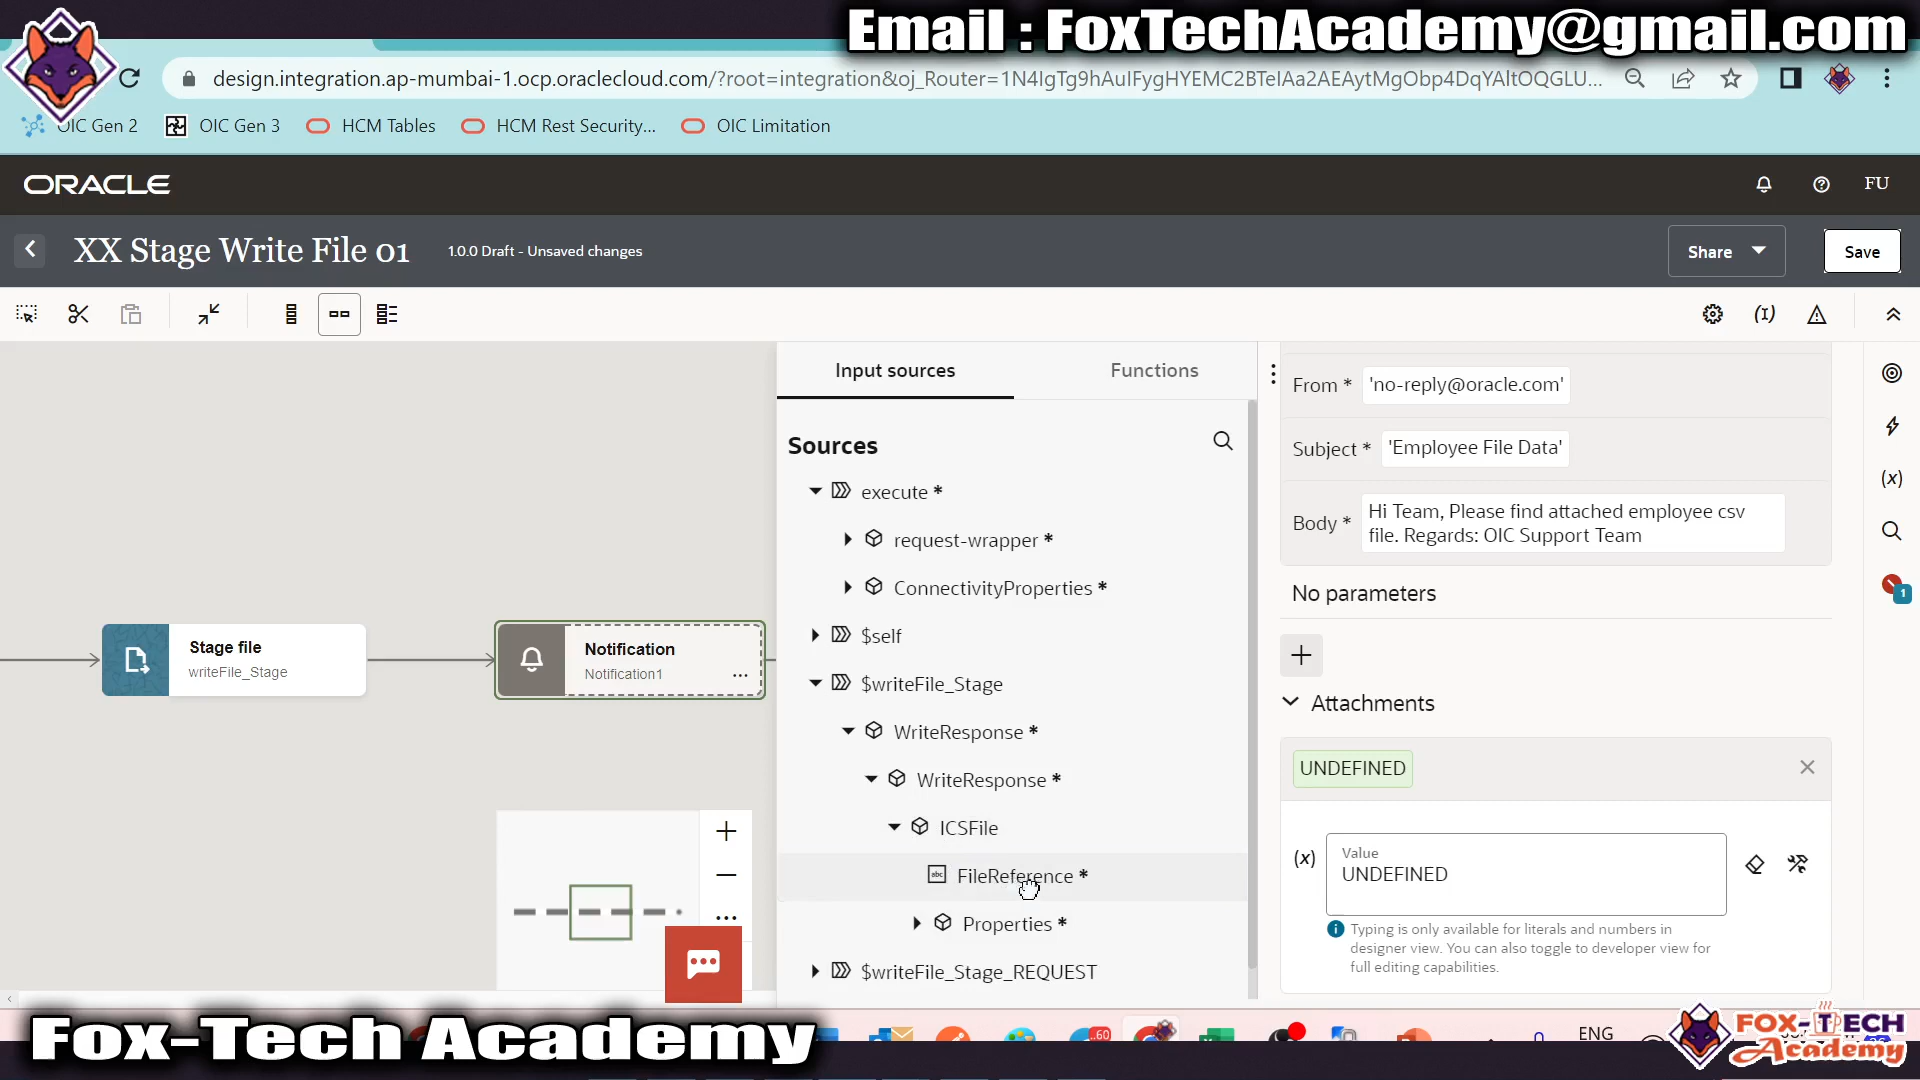 Email : FoxTechAcademy@gmail.com
design.integration.ap-mumbai-1.ocp.oraclecloud.com/?root=integration&oj_Router=1N4IgTg9hAuIFygHYEMC2BTeIAa2AEAytMgObp4DqYAltOQGLU...
OIC Gen 2
OIC Gen 3
HCM Tables
HCM Rest Security...
OIC Limitation
ORACLE
FU
XX Stage Write File 01
1.0.0 Draft - Unsaved changes
Share
Save
Input sources
Functions
Sources
execute *
request-wrapper *
ConnectivityProperties *
$self
$writeFile_Stage
WriteResponse *
WriteResponse *
ICSFile
FileReference *
Properties *
$writeFile_Stage_REQUEST
Stage file
writeFile_Stage
Notification
Notification1
From * 'no-reply@oracle.com'
Subject * 'Employee File Data'
Body * Hi Team, Please find attached employee csv
file. Regards: OIC Support Team
No parameters
Attachments
UNDEFINED
(x)
Value
UNDEFINED
Typing is only available for literals and numbers in
designer view. You can also toggle to developer view for
full editing capabilities.
(x)
1
Fox-Tech Academy
60
ENG
FOX-TECH
Academy